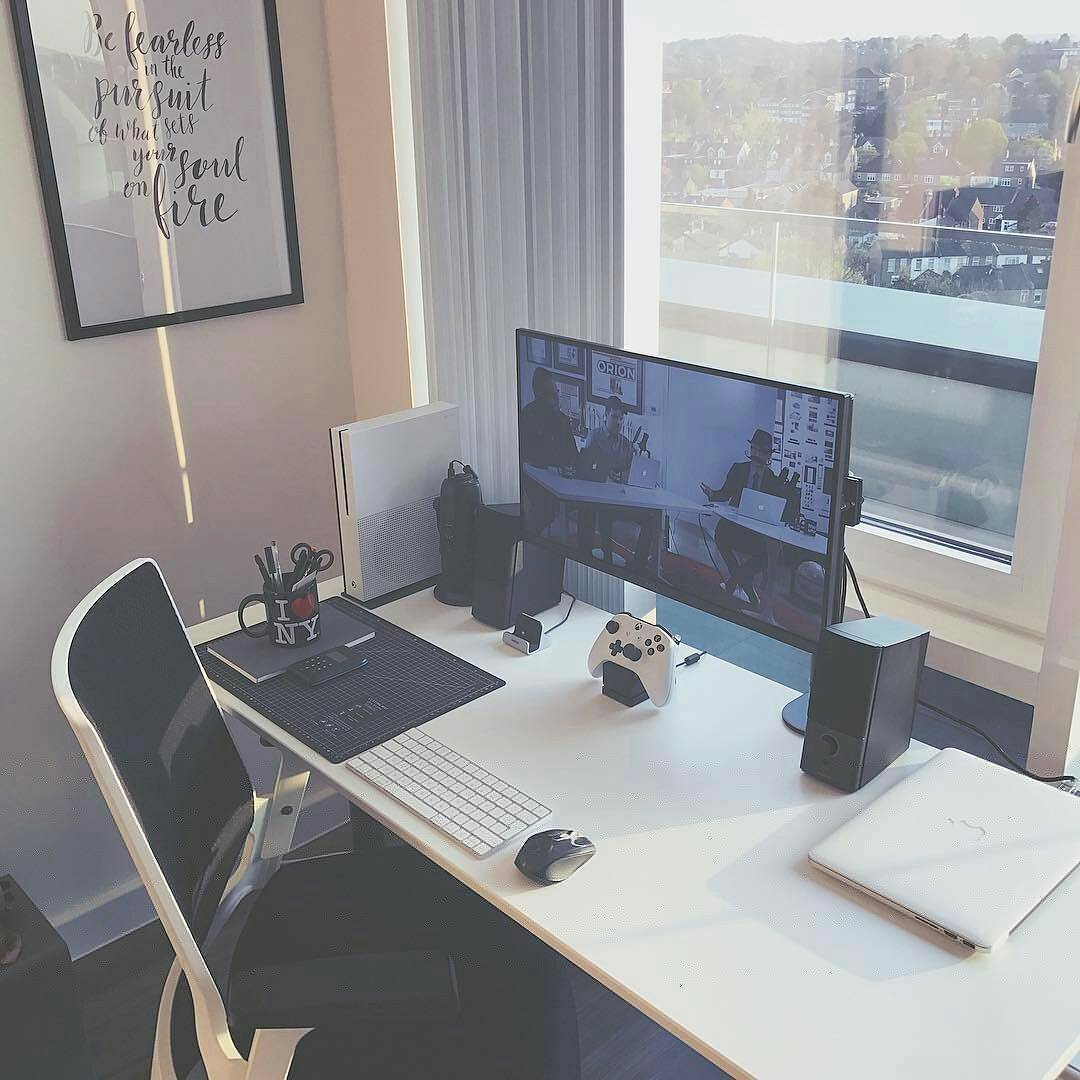 Be fearless
in the
pursuit
of what sets
your soul
on fire
ORION
I
NY